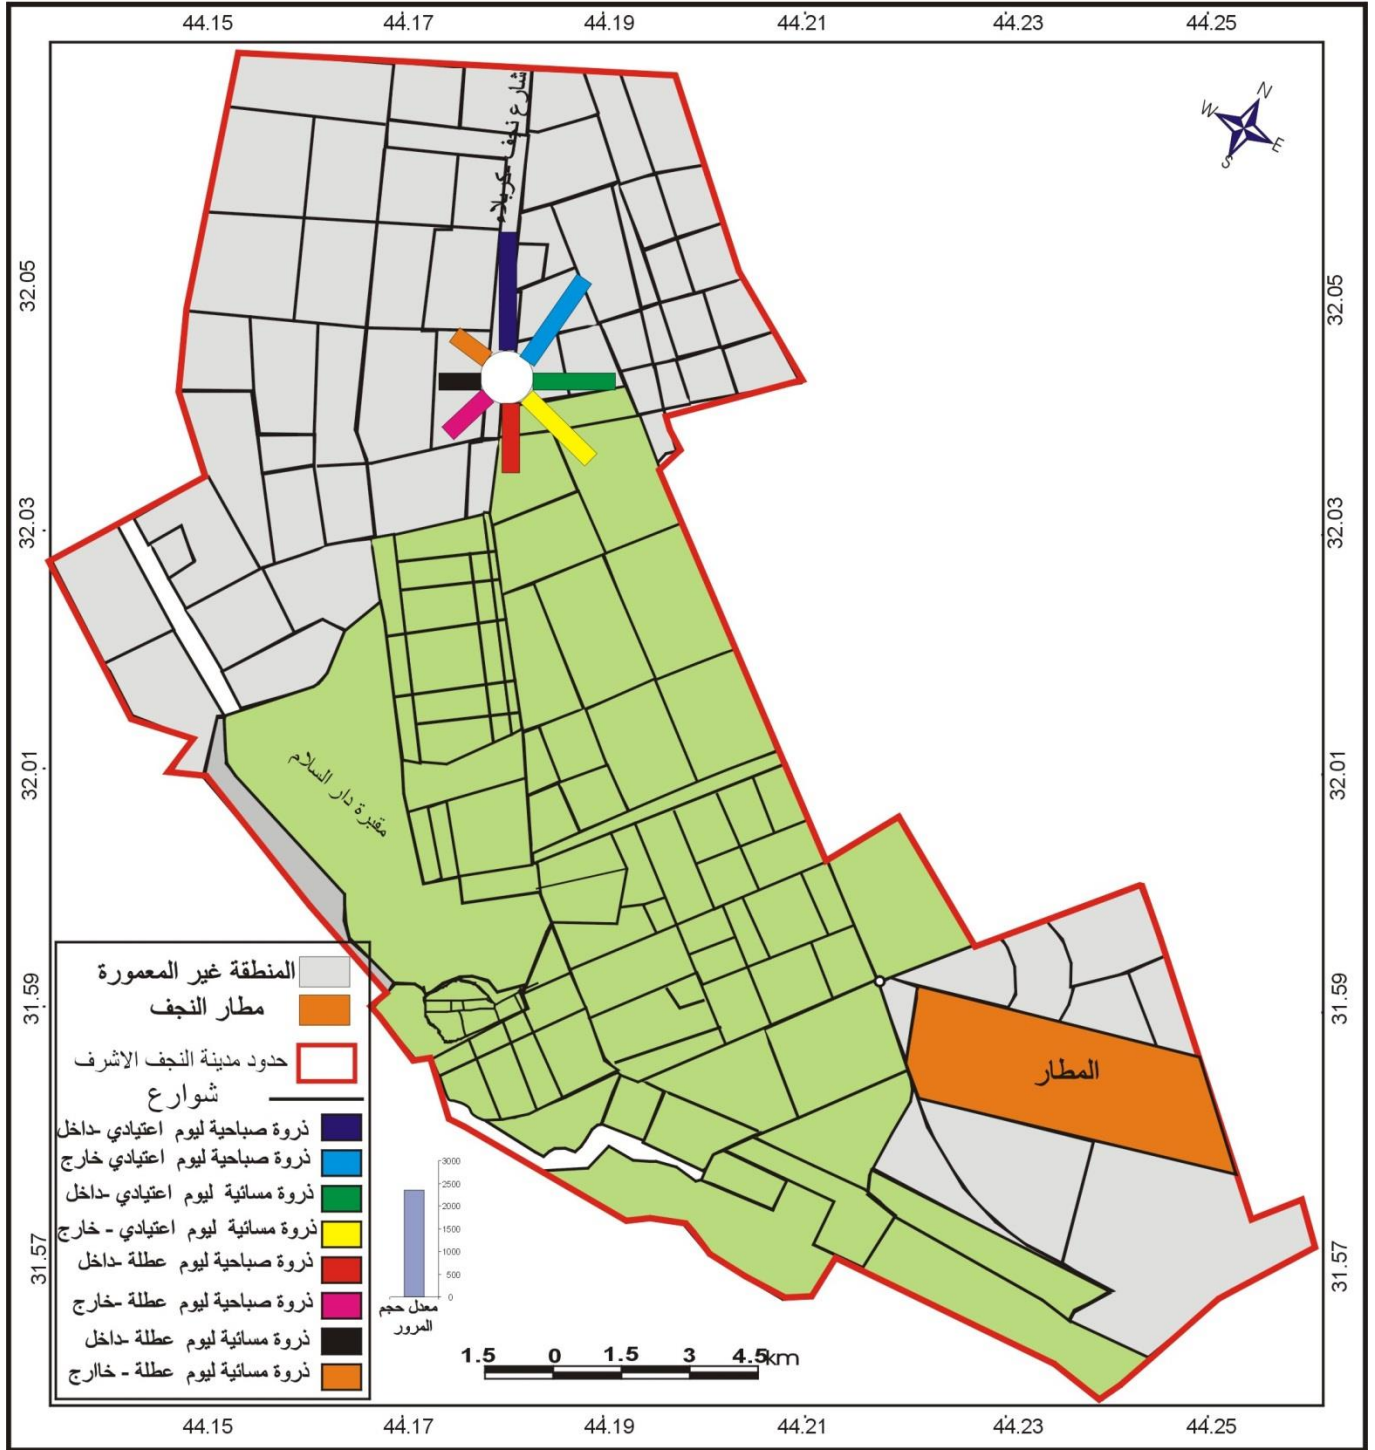 44.15 44.17 44.19 44.21 44.23 44.25
N
W
E
S
شارع نجف - كربلاء
32.05 32.05
32.03 32.03
32.01 32.01
مقبرة دار السلام
31.59 31.59
المطار
31.57 31.57
المنطقة غير المعمورة
مطار النجف
حدود مدينة النجف الاشرف
شوارع
ذروة صباحية ليوم اعتيادي -داخل
ذروة صباحية ليوم اعتيادي خارج
ذروة مسائية ليوم اعتيادي -داخل
ذروة مسائية ليوم اعتيادي - خارج
ذروة صباحية ليوم عطلة -داخل
ذروة صباحية ليوم عطلة -خارج
ذروة مسائية ليوم عطلة -داخل
ذروة مسائية ليوم عطلة - خاارج
3000
2500
2000
1500
1000
500
0
معدل حجم
المرور
1.5 0 1.5 3 4.5km
44.15 44.17 44.19 44.21 44.23 44.25